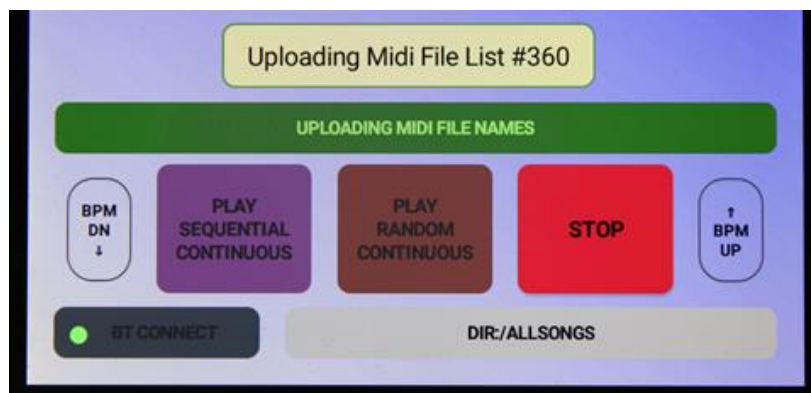 Uploading Midi File List #360
UPLOADING MIDI FILE NAMES
BPM
DN
↓
PLAY
SEQUENTIAL
CONTINUOUS
PLAY
RANDOM
CONTINUOUS
STOP
↑
BPM
UP
BT CONNECT
DIR:/ALLSONGS